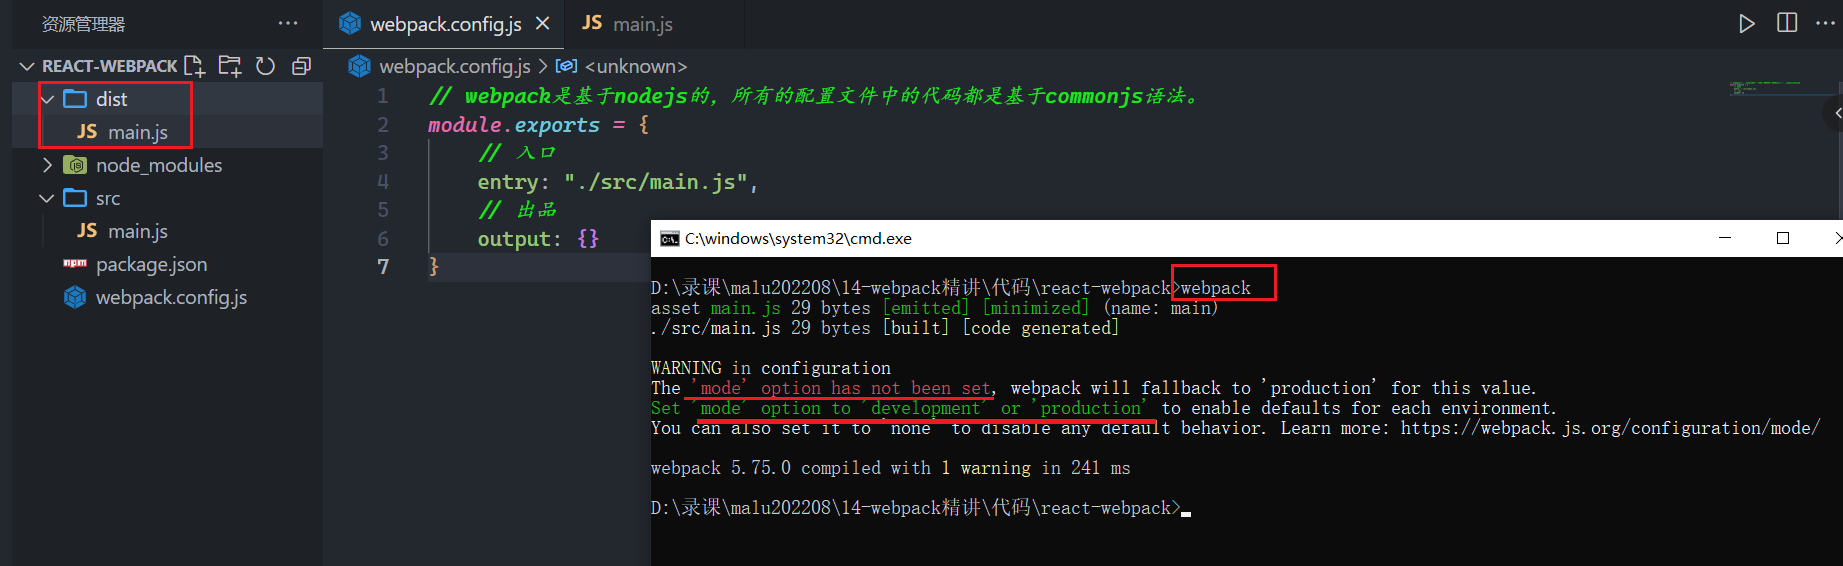 资源管理器 ···
webpack.config.js × JS main.js ···
REACT-WEBPACK
dist
JS main.js
node_modules
src
JS main.js
npm package.json
webpack.config.js
webpack.config.js > <unknown>
1 // webpack是基于nodejs的，所有的配置文件中的代码都是基于commonjs语法。
2 module.exports = {
3 // 入口
4 entry: "./src/main.js",
5 // 出品
6 output: {}
7 }
C:\windows\system32\cmd.exe
D:\录课\malu202208\14-webpack精讲\代码\react-webpack>webpack
asset main.js 29 bytes [emitted] [minimized] (name: main)
./src/main.js 29 bytes [built] [code generated]
WARNING in configuration
The 'mode' option has not been set, webpack will fallback to 'production' for this value.
Set 'mode' option to 'development' or 'production' to enable defaults for each environment.
You can also set it to 'none' to disable any default behavior. Learn more: https://webpack.js.org/configuration/mode/
webpack 5.75.0 compiled with 1 warning in 241 ms
D:\录课\malu202208\14-webpack精讲\代码\react-webpack>